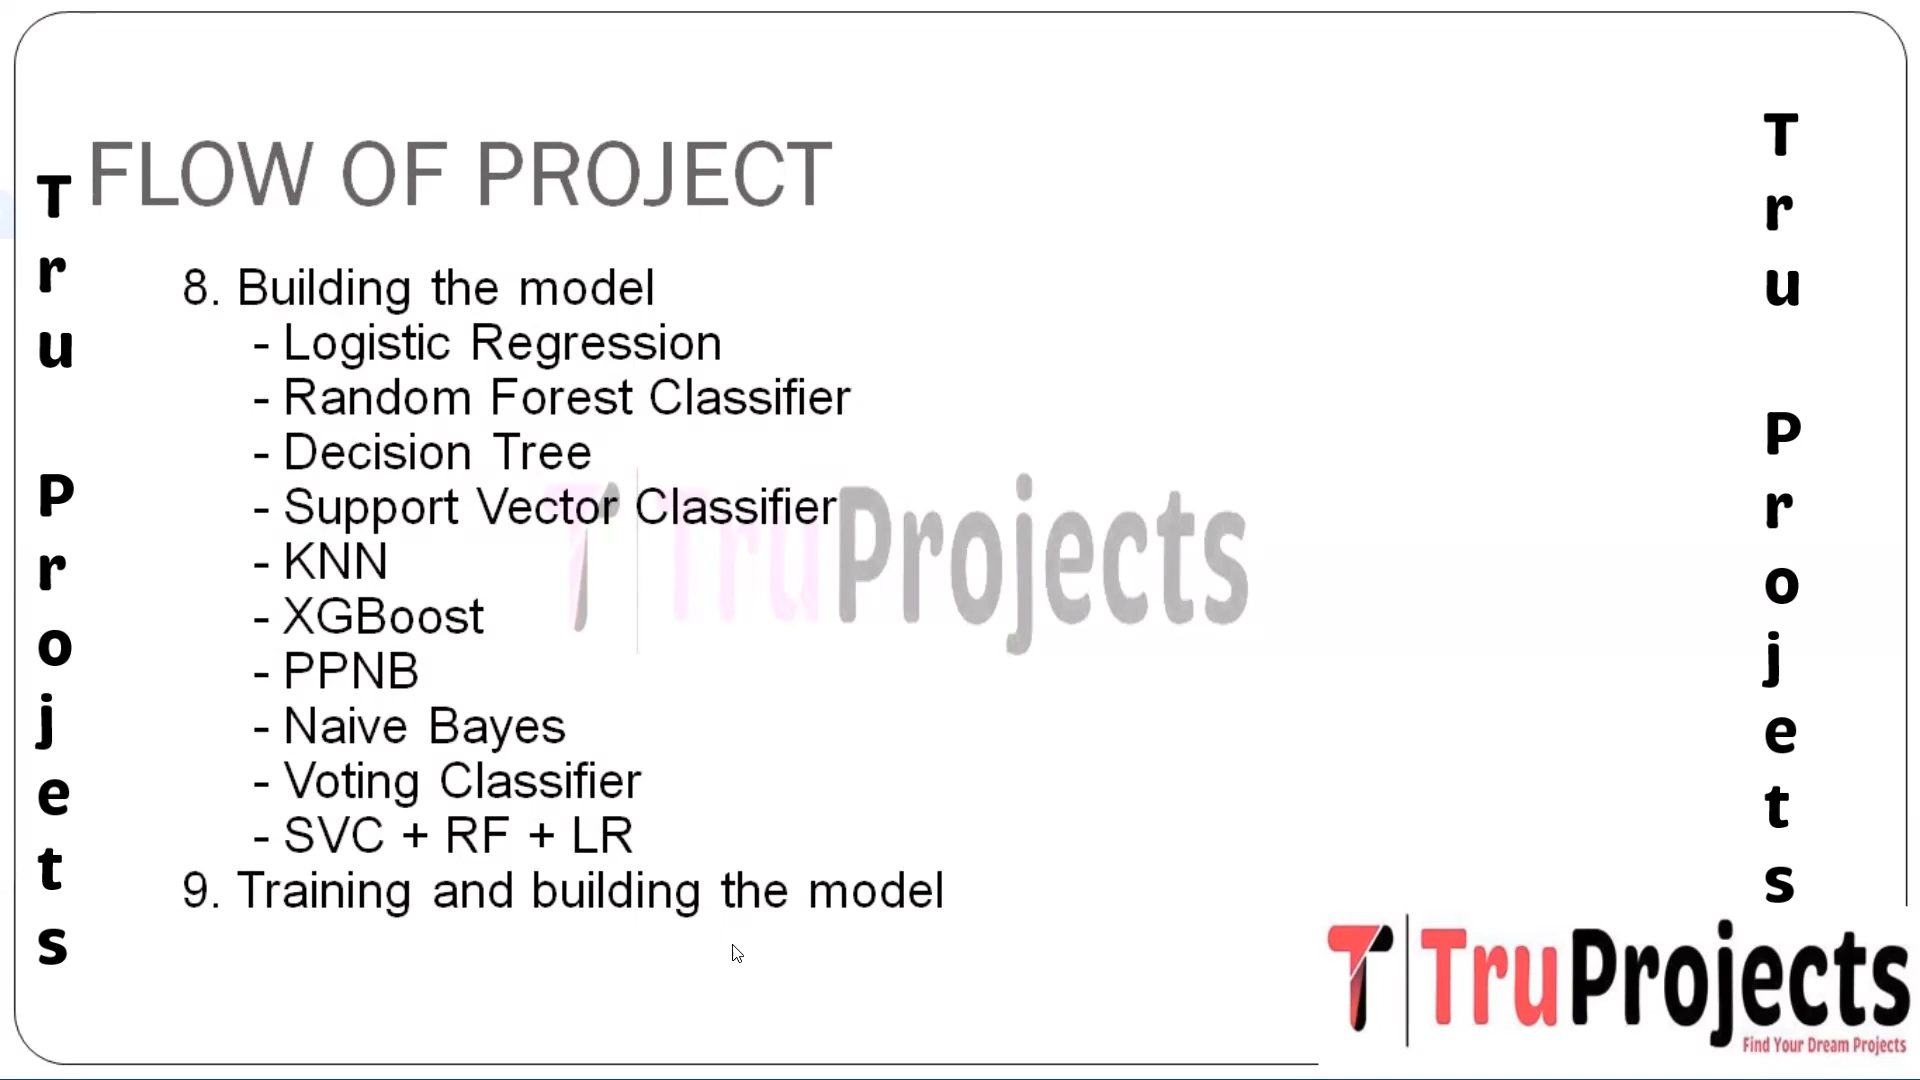 FLOW OF PROJECT
8. Building the model
- Logistic Regression
- Random Forest Classifier
- Decision Tree
- Support Vector Classifier
- KNN
- XGBoost
- PPNB
- Naive Bayes
- Voting Classifier
- SVC + RF + LR
9. Training and building the model
Tru Projets
Tru Projets
TruProjects
TruProjects
Find Your Dream Projects